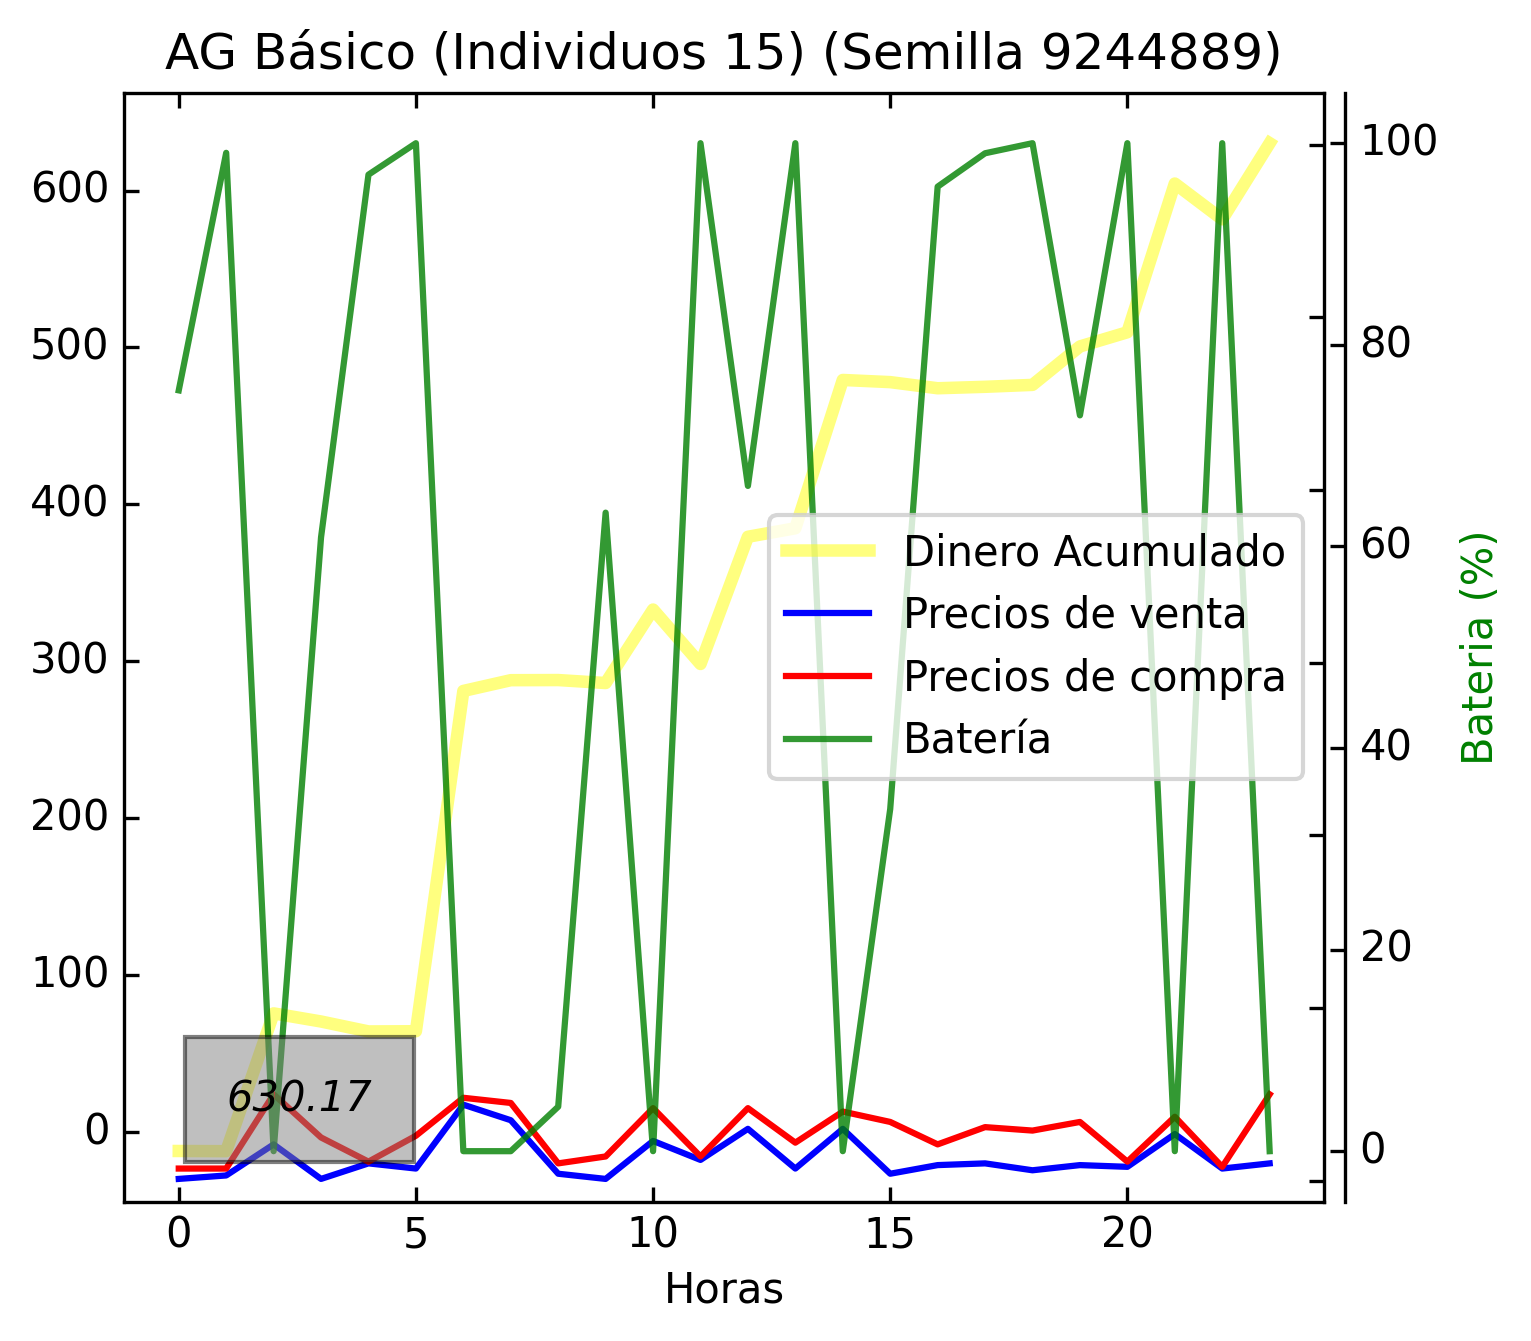 AG Básico (Individuos 15) (Semilla 9244889)
600
500
400
300
200
100
0
100
80
60
40
20
0
Bateria (%)
Dinero Acumulado
Precios de venta
Precios de compra
Batería
630.17
0 5 10 15 20
Horas